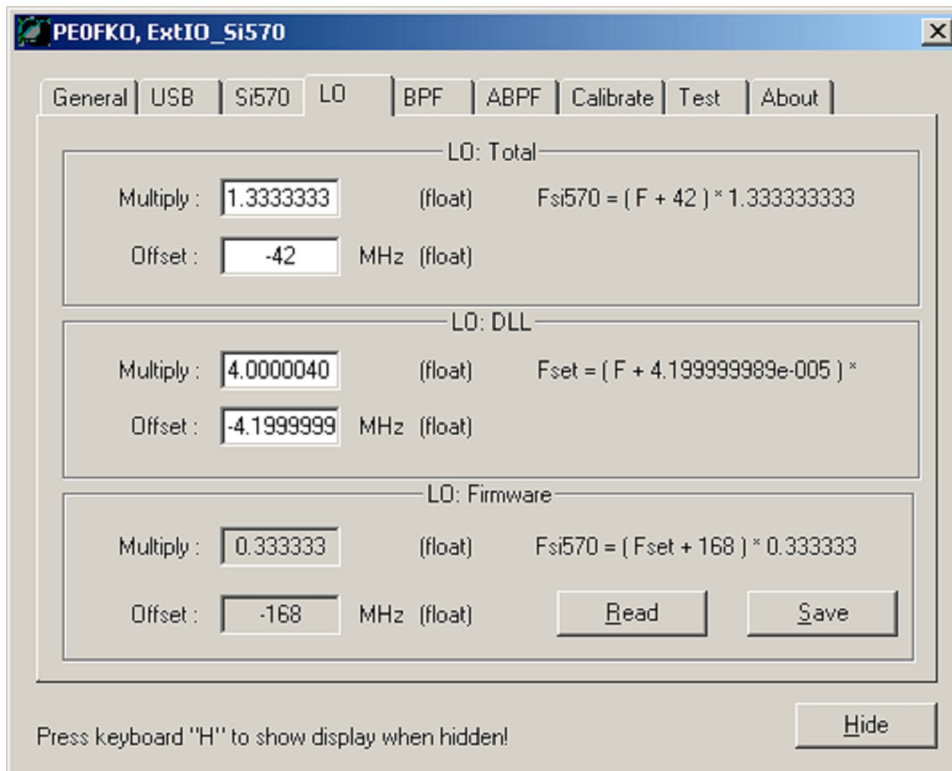 PE0FKO, ExtIO_Si570
General USB Si570 LO BPF ABPF Calibrate Test About
LO: Total
Multiply : 1.3333333 (float) Fsi570 = ( F + 42 ) * 1.333333333
Offset : -42 MHz (float)
LO: DLL
Multiply : 4.0000040 (float) Fset = ( F + 4.199999989e-005 ) *
Offset : -4.1999999 MHz (float)
LO: Firmware
Multiply : 0.333333 (float) Fsi570 = ( Fset + 168 ) * 0.333333
Offset : -168 MHz (float) Read Save
Press keyboard "H" to show display when hidden! Hide